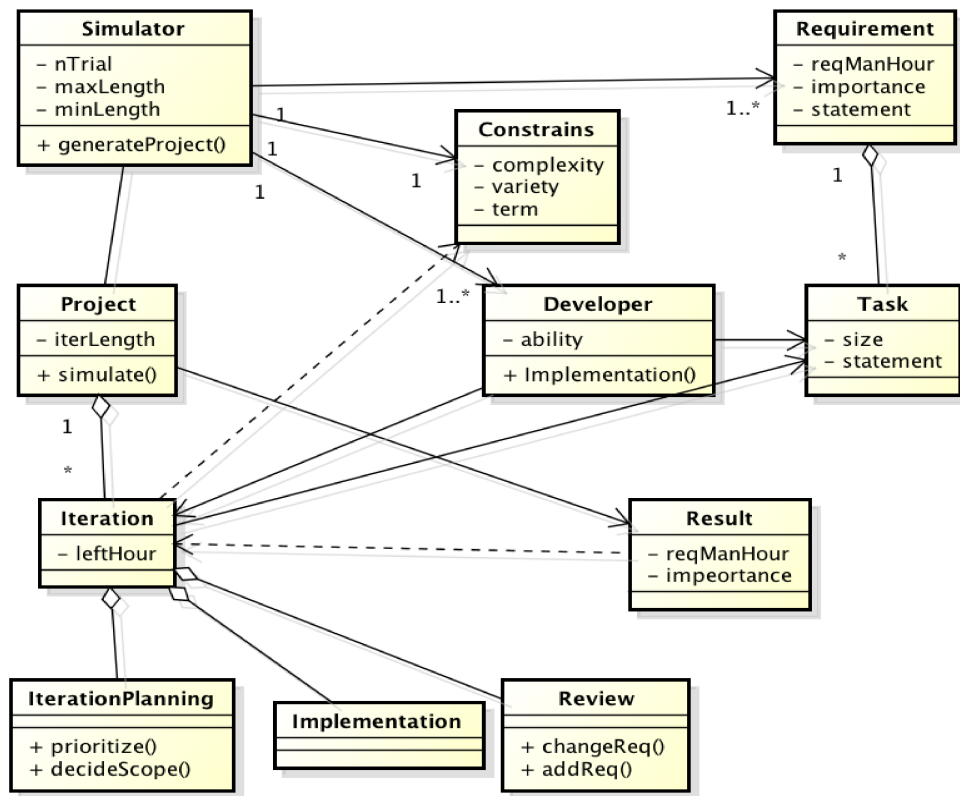 Simulator
- nTrial
- maxLength
- minLength
+ generateProject()
Requirement
- reqManHour
- importance
- statement
1
1..*
Constrains
- complexity
- variety
- term
1
1
1
1..*
1
*
Project
- iterLength
+ simulate()
Developer
- ability
+ Implementation()
Task
- size
- statement
1
*
Iteration
- leftHour
Result
- reqManHour
- impeortance
IterationPlanning
+ prioritize()
+ decideScope()
Implementation
Review
+ changeReq()
+ addReq()